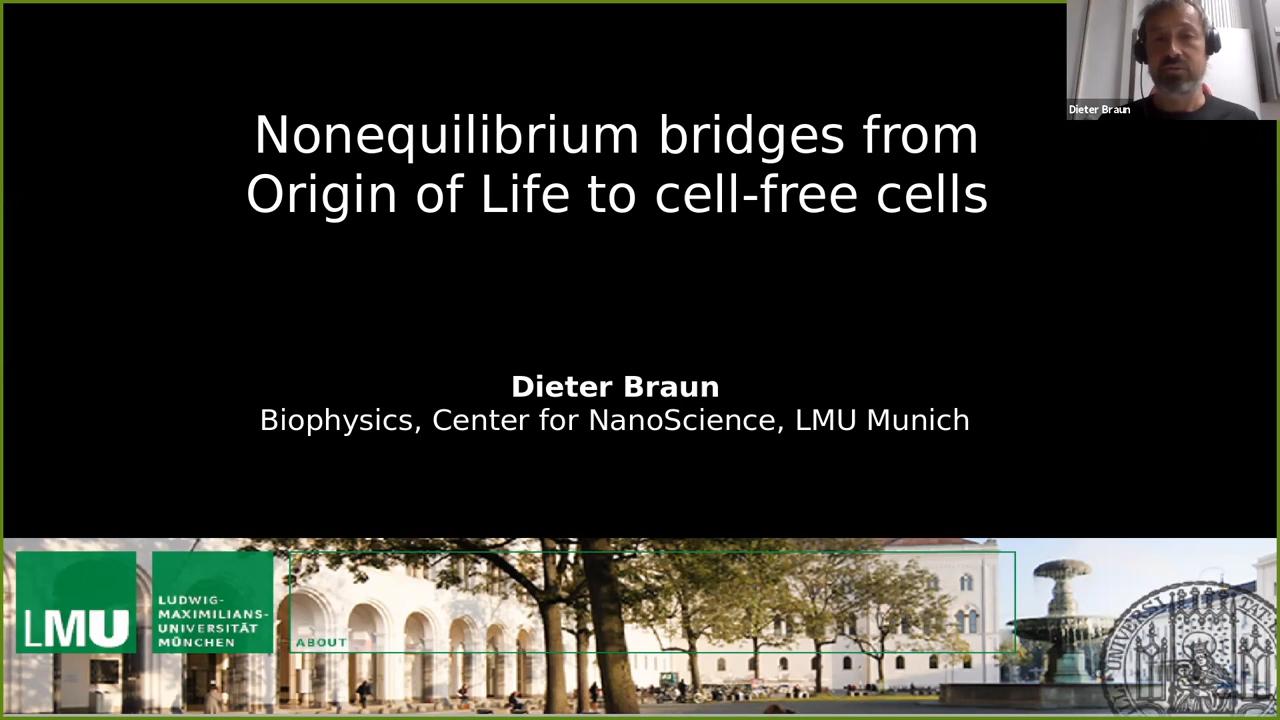 Nonequilibrium bridges from
Origin of Life to cell-free cells
Dieter Braun
Dieter Braun
Biophysics, Center for NanoScience, LMU Munich
LMU
LUDWIG-
MAXIMILIANS-
UNIVERSITÄT
MÜNCHEN
ABOUT